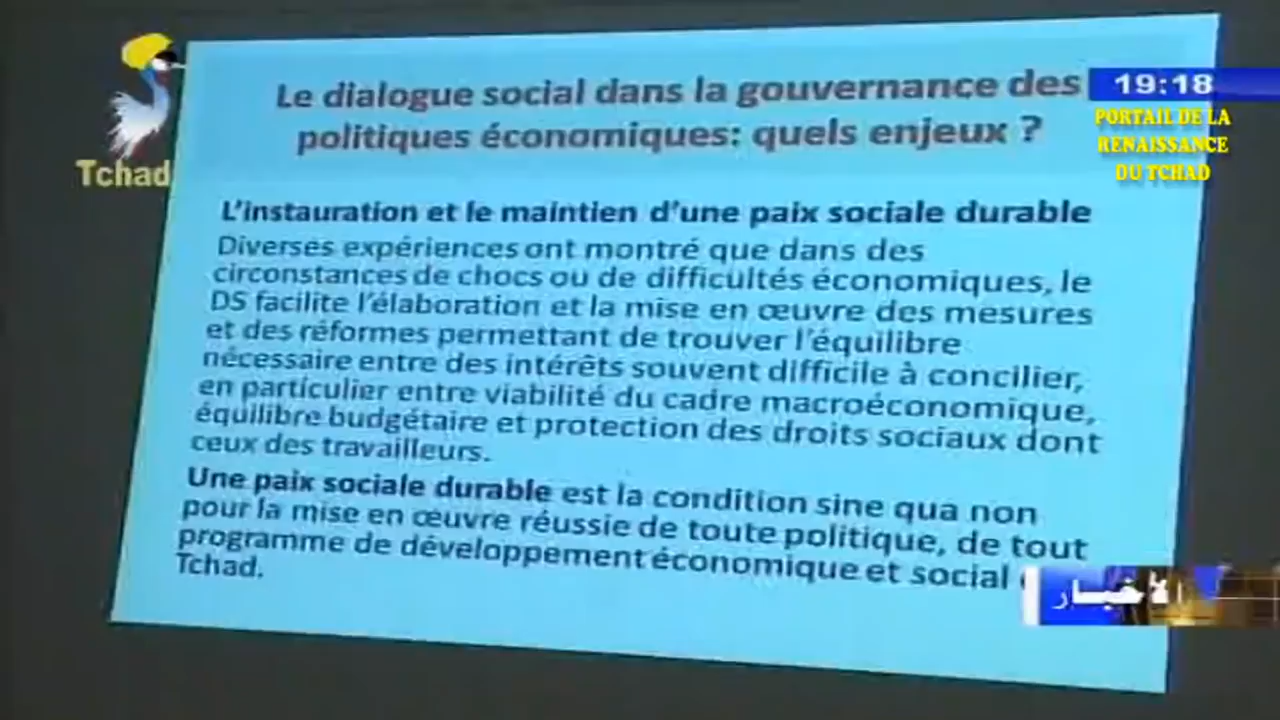 Tchad
19:18
PORTAIL DE LA
RENAISSANCE
DU TCHAD
Le dialogue social dans la gouvernance des
politiques économiques: quels enjeux ?
L'instauration et le maintien d'une paix sociale durable
Diverses expériences ont montré que dans des
circonstances de chocs ou de difficultés économiques, le
DS facilite l'élaboration et la mise en œuvre des mesures
et des réformes permettant de trouver l'équilibre
nécessaire entre des intérêts souvent difficile à concilier,
en particulier entre viabilité du cadre macroéconomique,
équilibre budgétaire et protection des droits sociaux dont
ceux des travailleurs.
Une paix sociale durable est la condition sine qua non
pour la mise en œuvre réussie de toute politique, de tout
programme de développement économique et social
Tchad.
الأخبار